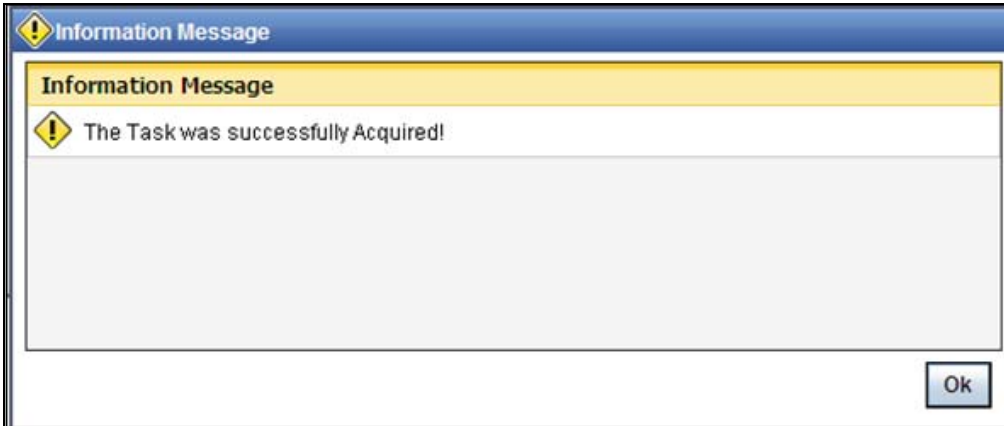 Information Message
Information Message
The Task was successfully Acquired!
Ok